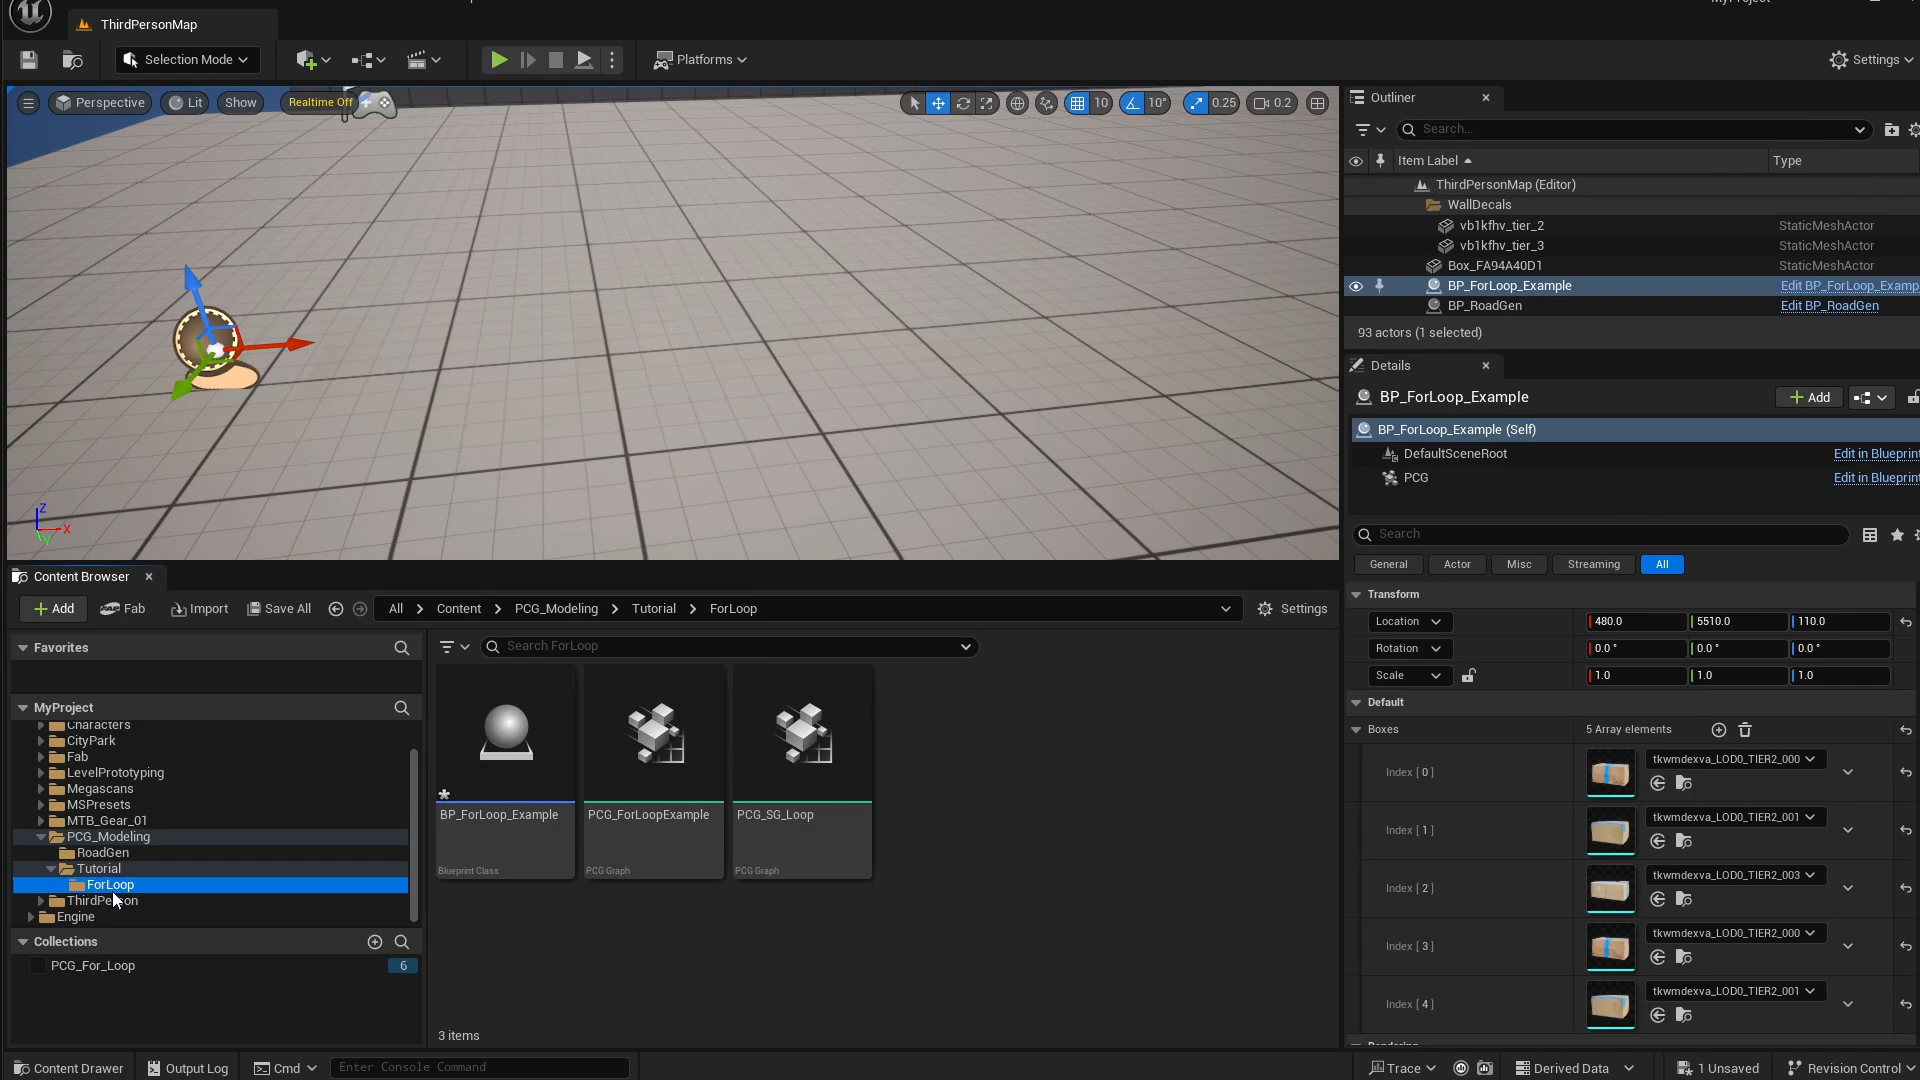 MyProject
ThirdPersonMap
Selection Mode
Platforms
Settings
Perspective
Lit
Show
Realtime Off
10
10°
0.25
0.2
Outliner
Search...
Item Label
Type
ThirdPersonMap (Editor)
WallDecals
vb1kfhv_tier_2
StaticMeshActor
vb1kfhv_tier_3
StaticMeshActor
Box_FA94A40D1
StaticMeshActor
BP_ForLoop_Example
Edit BP_ForLoop_Examp
BP_RoadGen
Edit BP_RoadGen
93 actors (1 selected)
Details
BP_ForLoop_Example
Add
BP_ForLoop_Example (Self)
DefaultSceneRoot
Edit in Blueprint
PCG
Edit in Blueprint
Search
General
Actor
Misc
Streaming
All
Transform
Location
480.0
5510.0
110.0
Rotation
0.0 °
0.0 °
0.0 °
Scale
1.0
1.0
1.0
Default
Boxes
5 Array elements
Index [ 0 ]
tkwmdexva_LOD0_TIER2_000
Index [ 1 ]
tkwmdexva_LOD0_TIER2_001
Index [ 2 ]
tkwmdexva_LOD0_TIER2_003
Index [ 3 ]
tkwmdexva_LOD0_TIER2_000
Index [ 4 ]
tkwmdexva_LOD0_TIER2_001
Z
X
Y
Content Browser
Add
Fab
Import
Save All
All
Content
PCG_Modeling
Tutorial
ForLoop
Settings
Favorites
MyProject
Characters
CityPark
Fab
LevelPrototyping
Megascans
MSPresets
MTB_Gear_01
PCG_Modeling
RoadGen
Tutorial
ForLoop
ThirdPerson
Engine
Collections
PCG_For_Loop
6
Search ForLoop
BP_ForLoop_Example
Blueprint Class
PCG_ForLoopExample
PCG Graph
PCG_SG_Loop
PCG Graph
3 items
Content Drawer
Output Log
Cmd
Enter Console Command
Trace
Derived Data
1 Unsaved
Revision Control